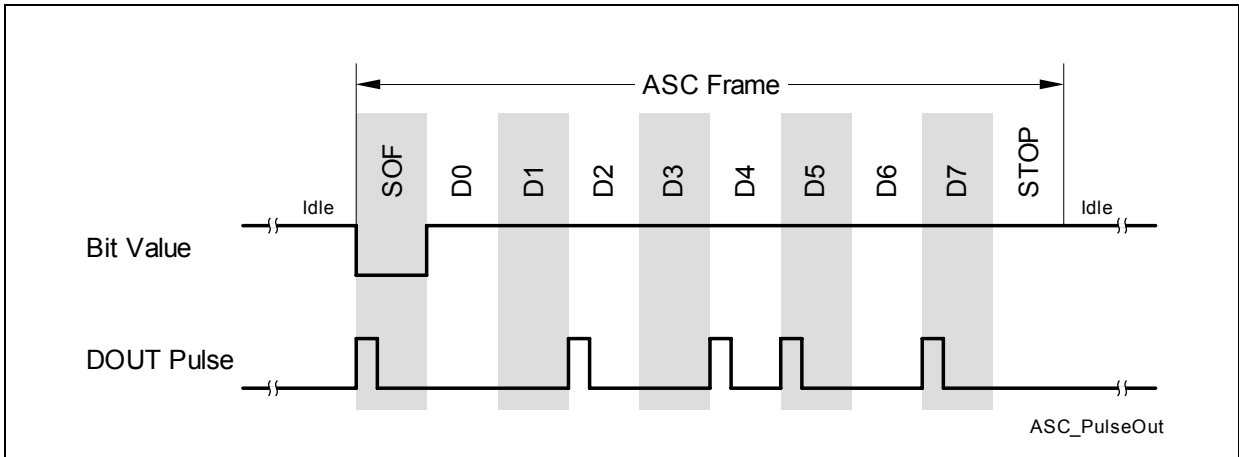 ASC Frame
SOF
D0
D1
D2
D3
D4
D5
D6
D7
STOP
Idle
Idle
Bit Value
DOUT Pulse
ASC_PulseOut